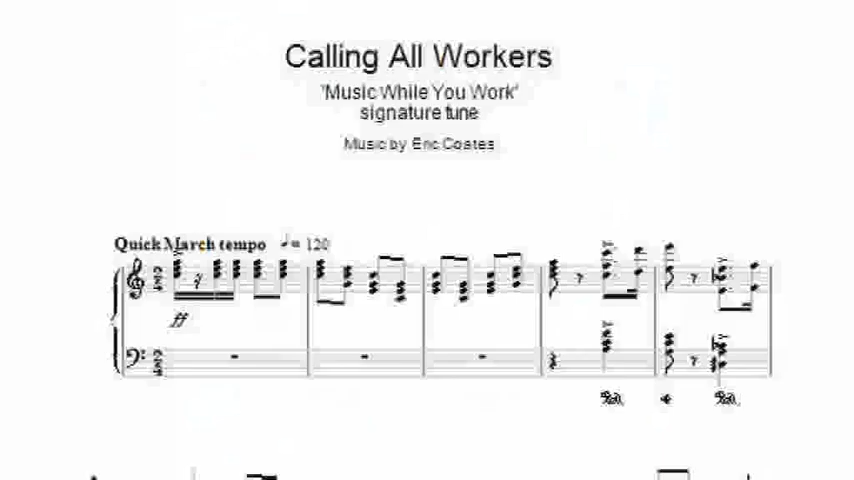 Calling All Workers
'Music While You Work'
signature tune
Music by Eric Coates
Quick March tempo ♩= 120
ff